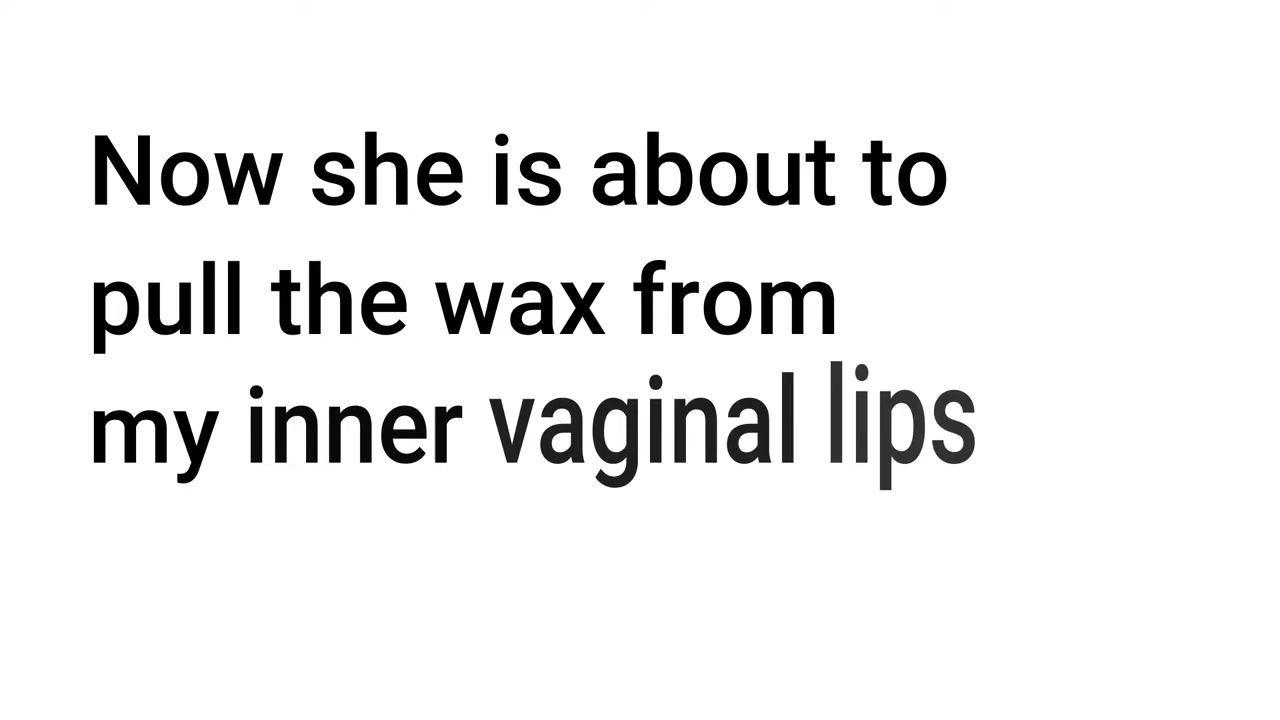 Now she is about to
pull the wax from
my inner vaginal lips